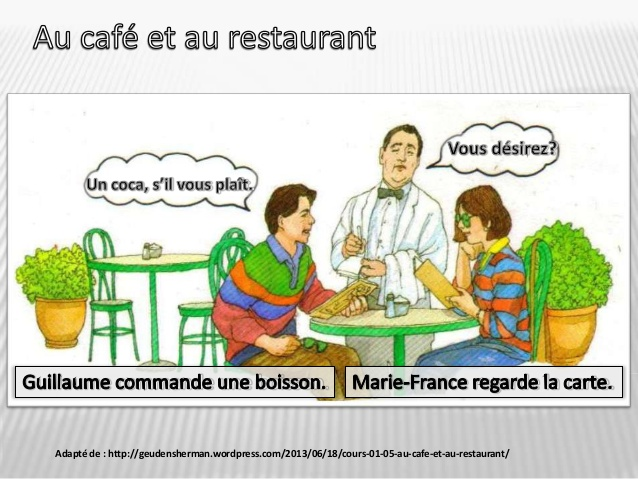 Au café et au restaurant
Vous désirez?
Un coca, s'il vous plaît.
Guillaume commande une boisson.
Marie-France regarde la carte.
Adapté de : http://geudensherman.wordpress.com/2013/06/18/cours-01-05-au-cafe-et-au-restaurant/